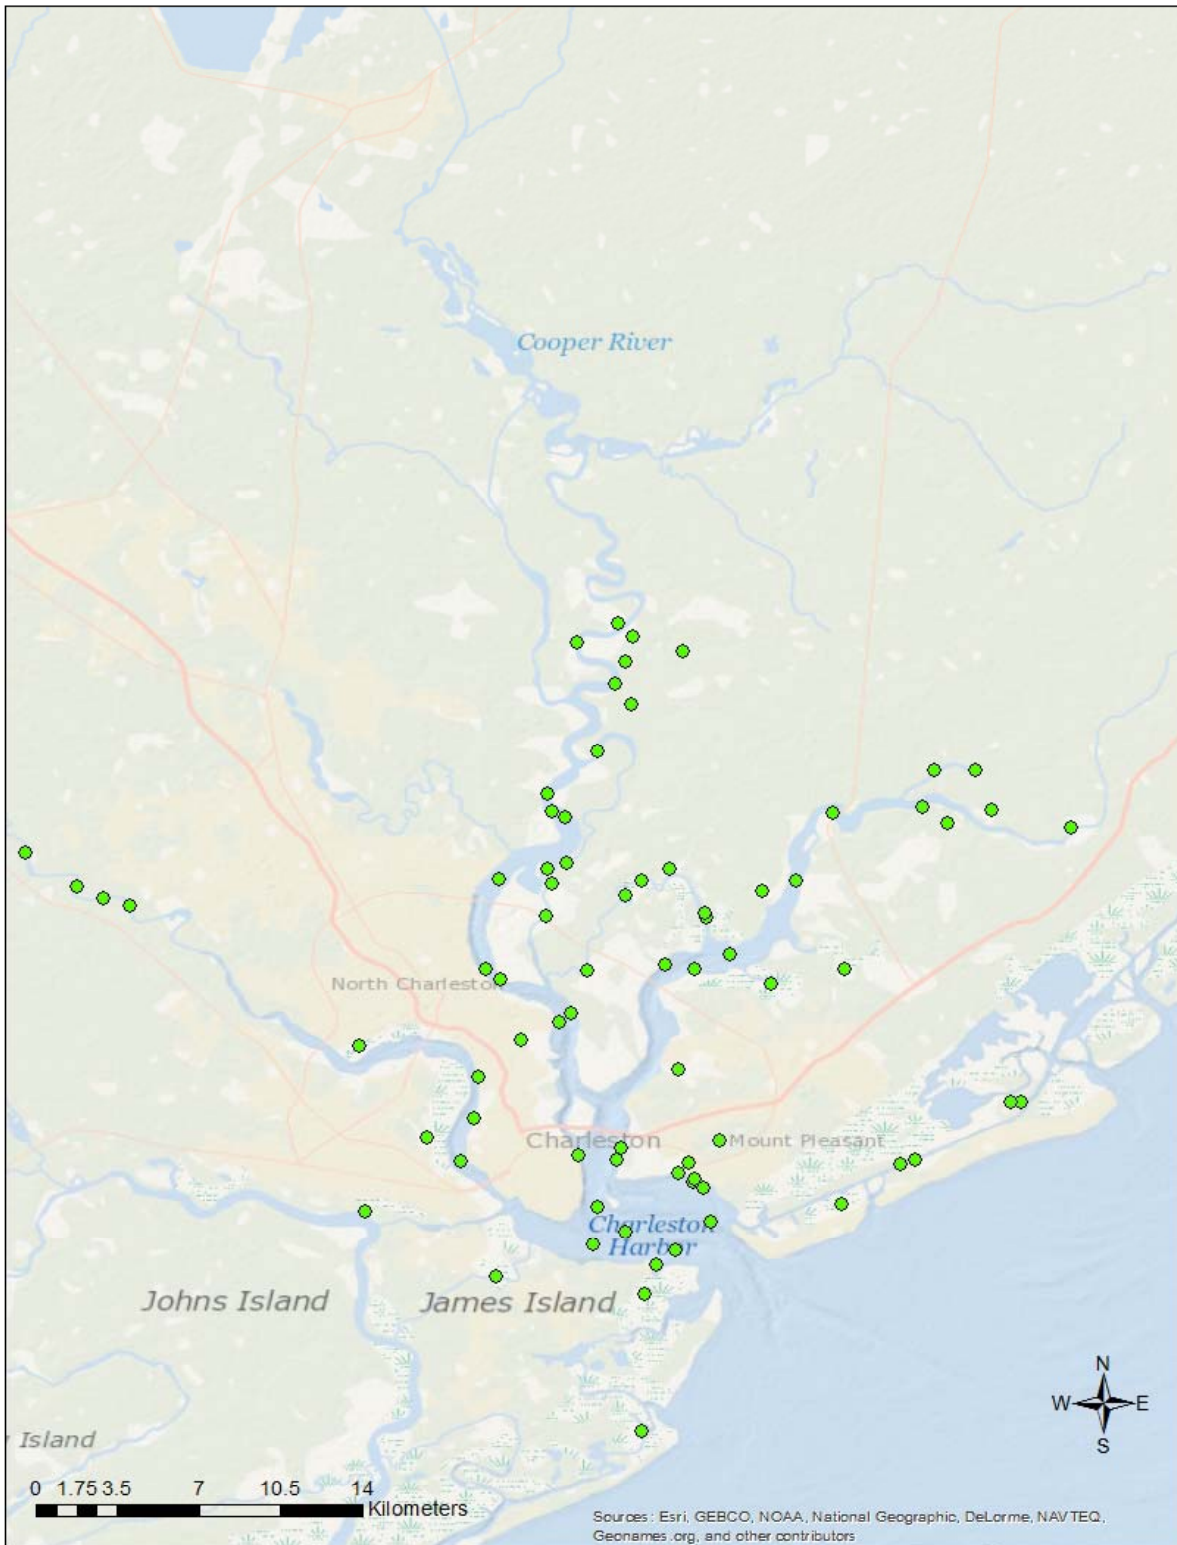 Cooper River
North Charleston
Charleston
Mount Pleasant
Charleston
Harbor
Johns Island
James Island
Island
N
W E
S
0 1.75 3.5 7 10.5 14
Kilometers
Sources: Esri, GEBCO, NOAA, National Geographic, DeLorme, NAVTEQ,
Geonames.org, and other contributors